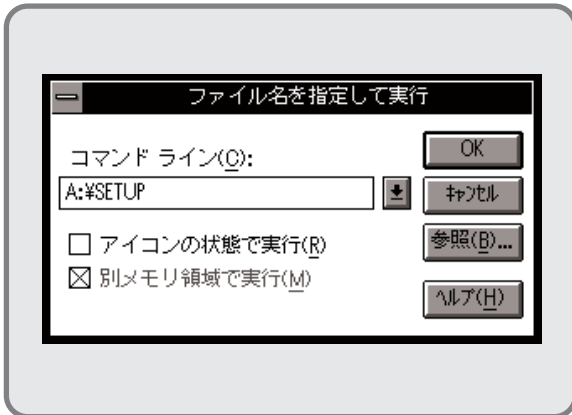 ファイル名を指定して実行
コマンド ライン(C):
A:¥SETUP
アイコンの状態で実行(R)
別メモリ領域で実行(M)
OK
ｷｬﾝｾﾙ
参照(B)...
ﾍﾙﾌﾟ(H)